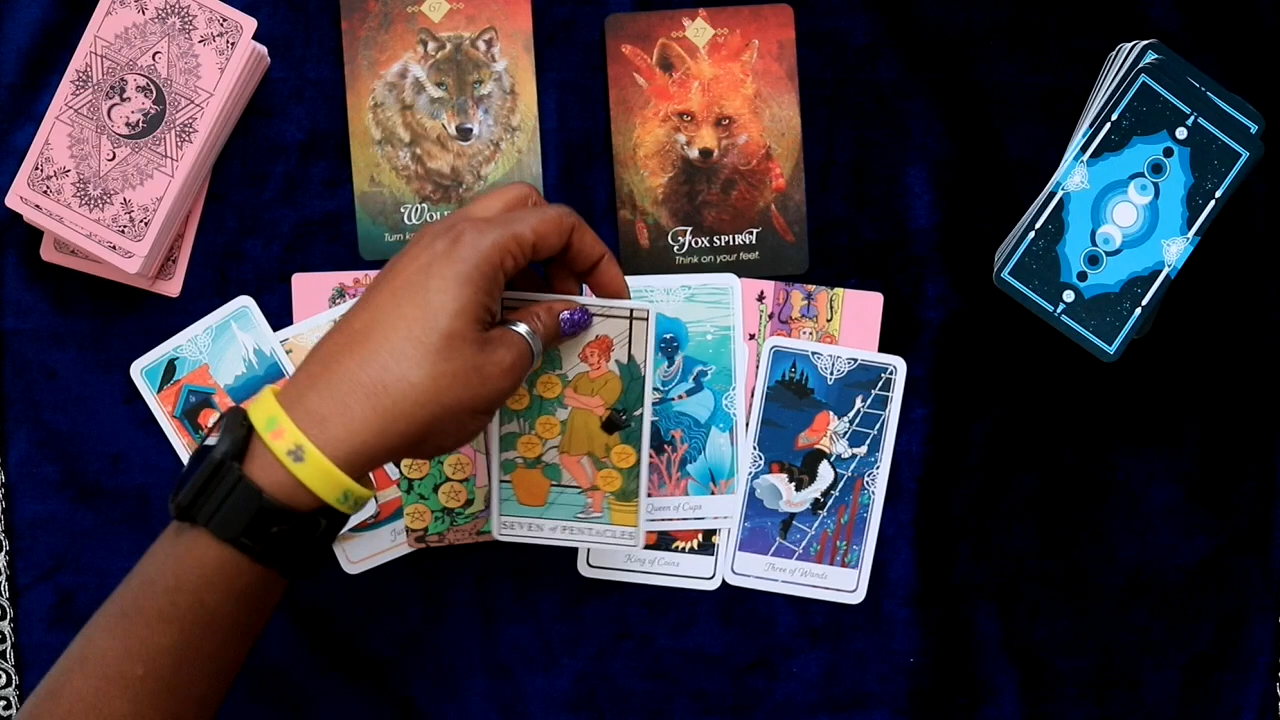 67
27
FOX SPIRIT
Think on your feet.
SEVEN of PENTACLES
Queen of Cups
King of Coins
Three of Wands